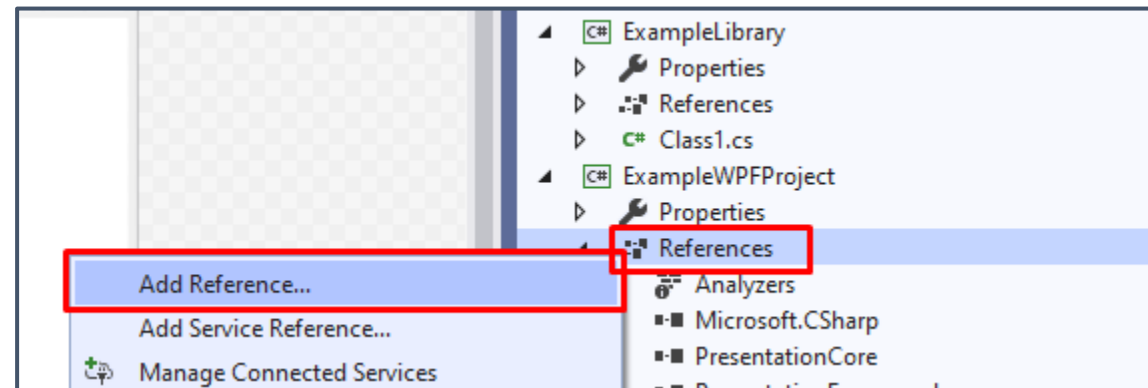 C# ExampleLibrary
Properties
References
C# Class1.cs
C# ExampleWPFProject
Properties
References
Add Reference...
Analyzers
Add Service Reference...
Microsoft.CSharp
PresentationCore
Manage Connected Services